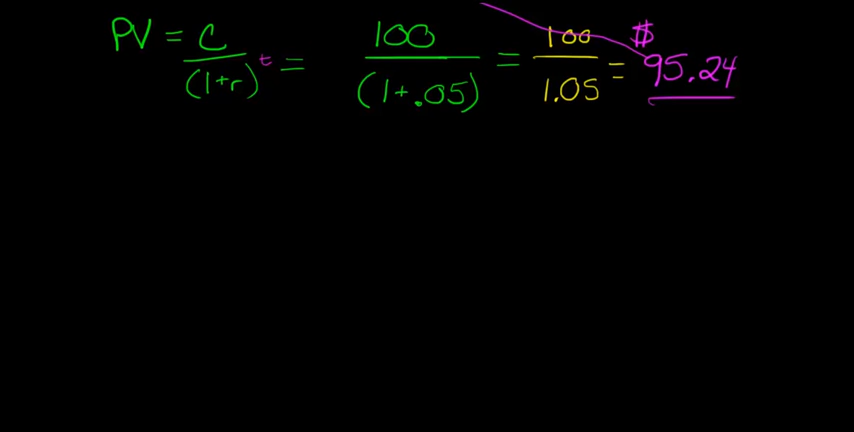 PV = C/(1+r)^t = 100/(1+.05) = 100/1.05 = $95.24